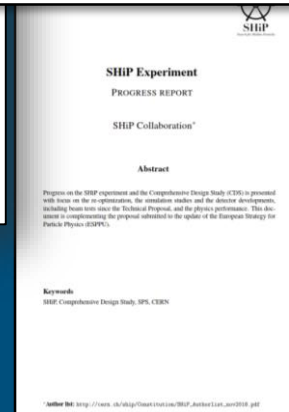 SHiP
SHiP Experiment
PROGRESS REPORT
SHiP Collaboration*
Abstract
Progress on the SHiP experiment and the Comprehensive Design Study (CDS) is presented
with focus on the re-optimization, the simulation studies and the detector developments,
including beam tests since the Technical Proposal, and the physics performance. This doc-
ument is complementing the proposal submitted to the update of the European Strategy for
Particle Physics (ESPPU).
Keywords
SHiP, Comprehensive Design Study, SPS, CERN